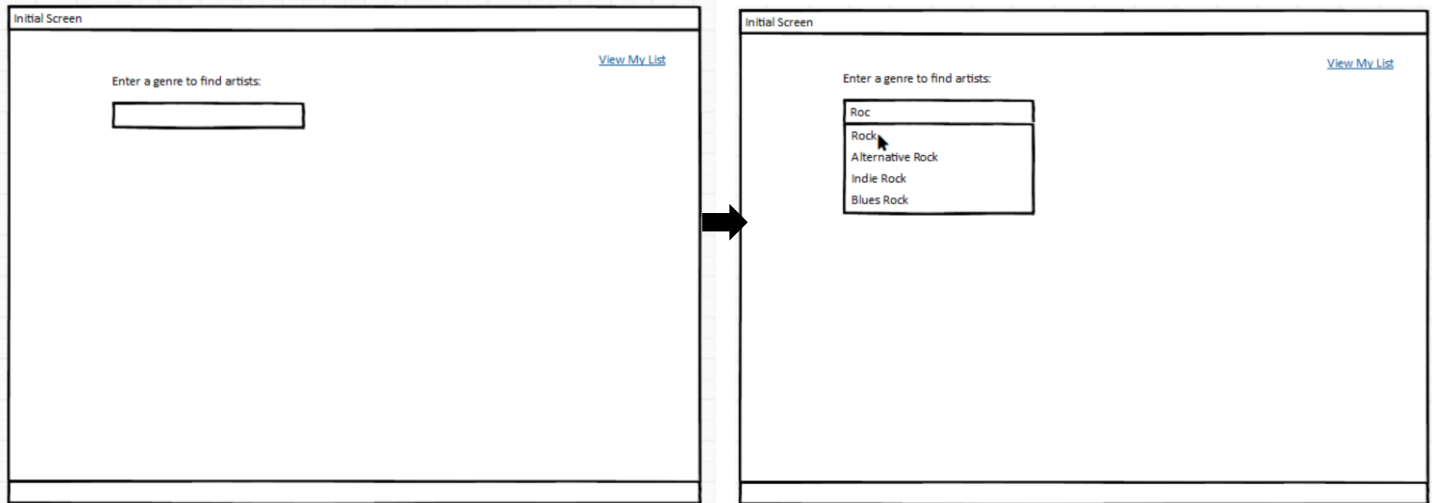 Initial Screen
View My List
Enter a genre to find artists:
Initial Screen
View My List
Enter a genre to find artists:
Roc
Rock
Alternative Rock
Indie Rock
Blues Rock